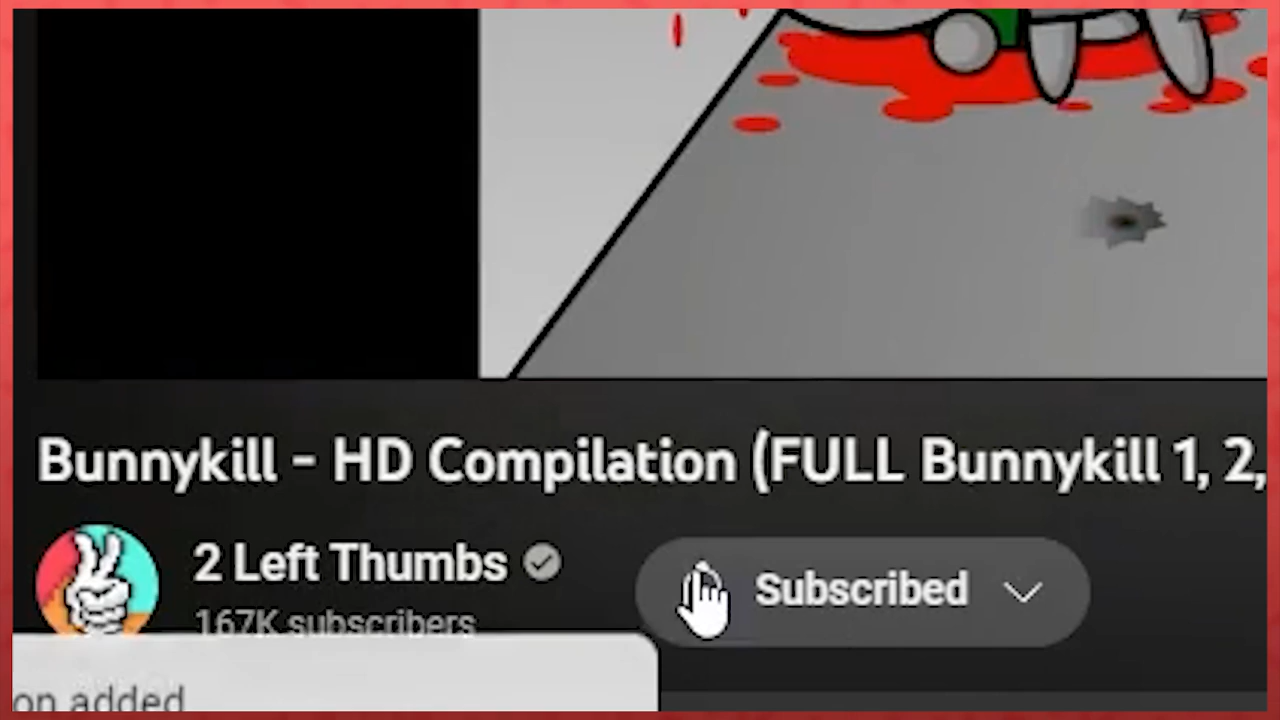 Bunnykill - HD Compilation (FULL Bunnykill 1, 2,
2 Left Thumbs
Subscribed
167K subscribers
on added